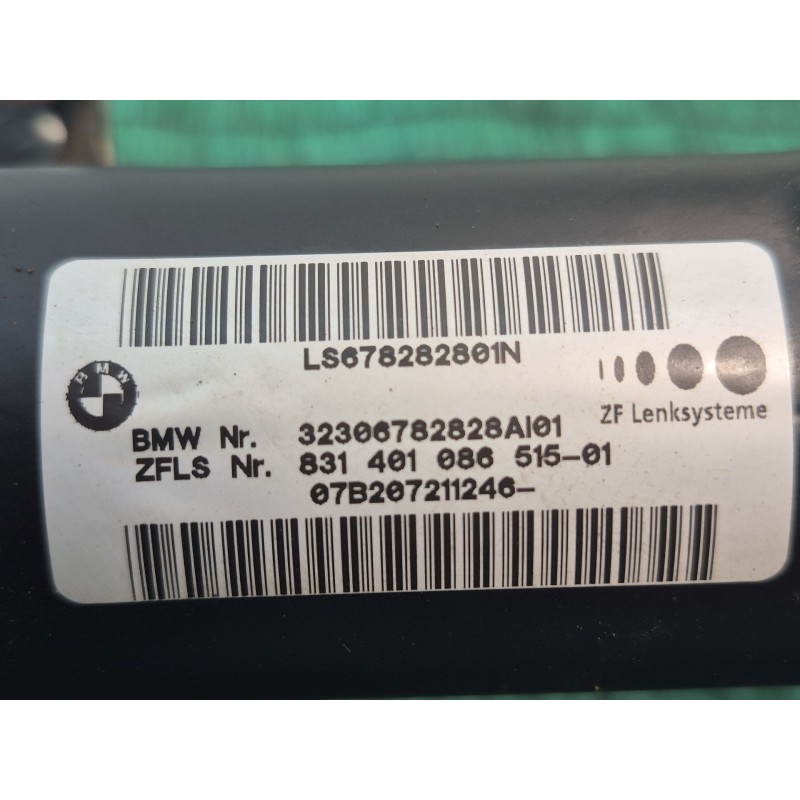 LS678282801N
BMW
ZF Lenksysteme
BMW Nr. 32306782828AI01
ZFLS Nr. 831 401 086 515-01
07B207211246-